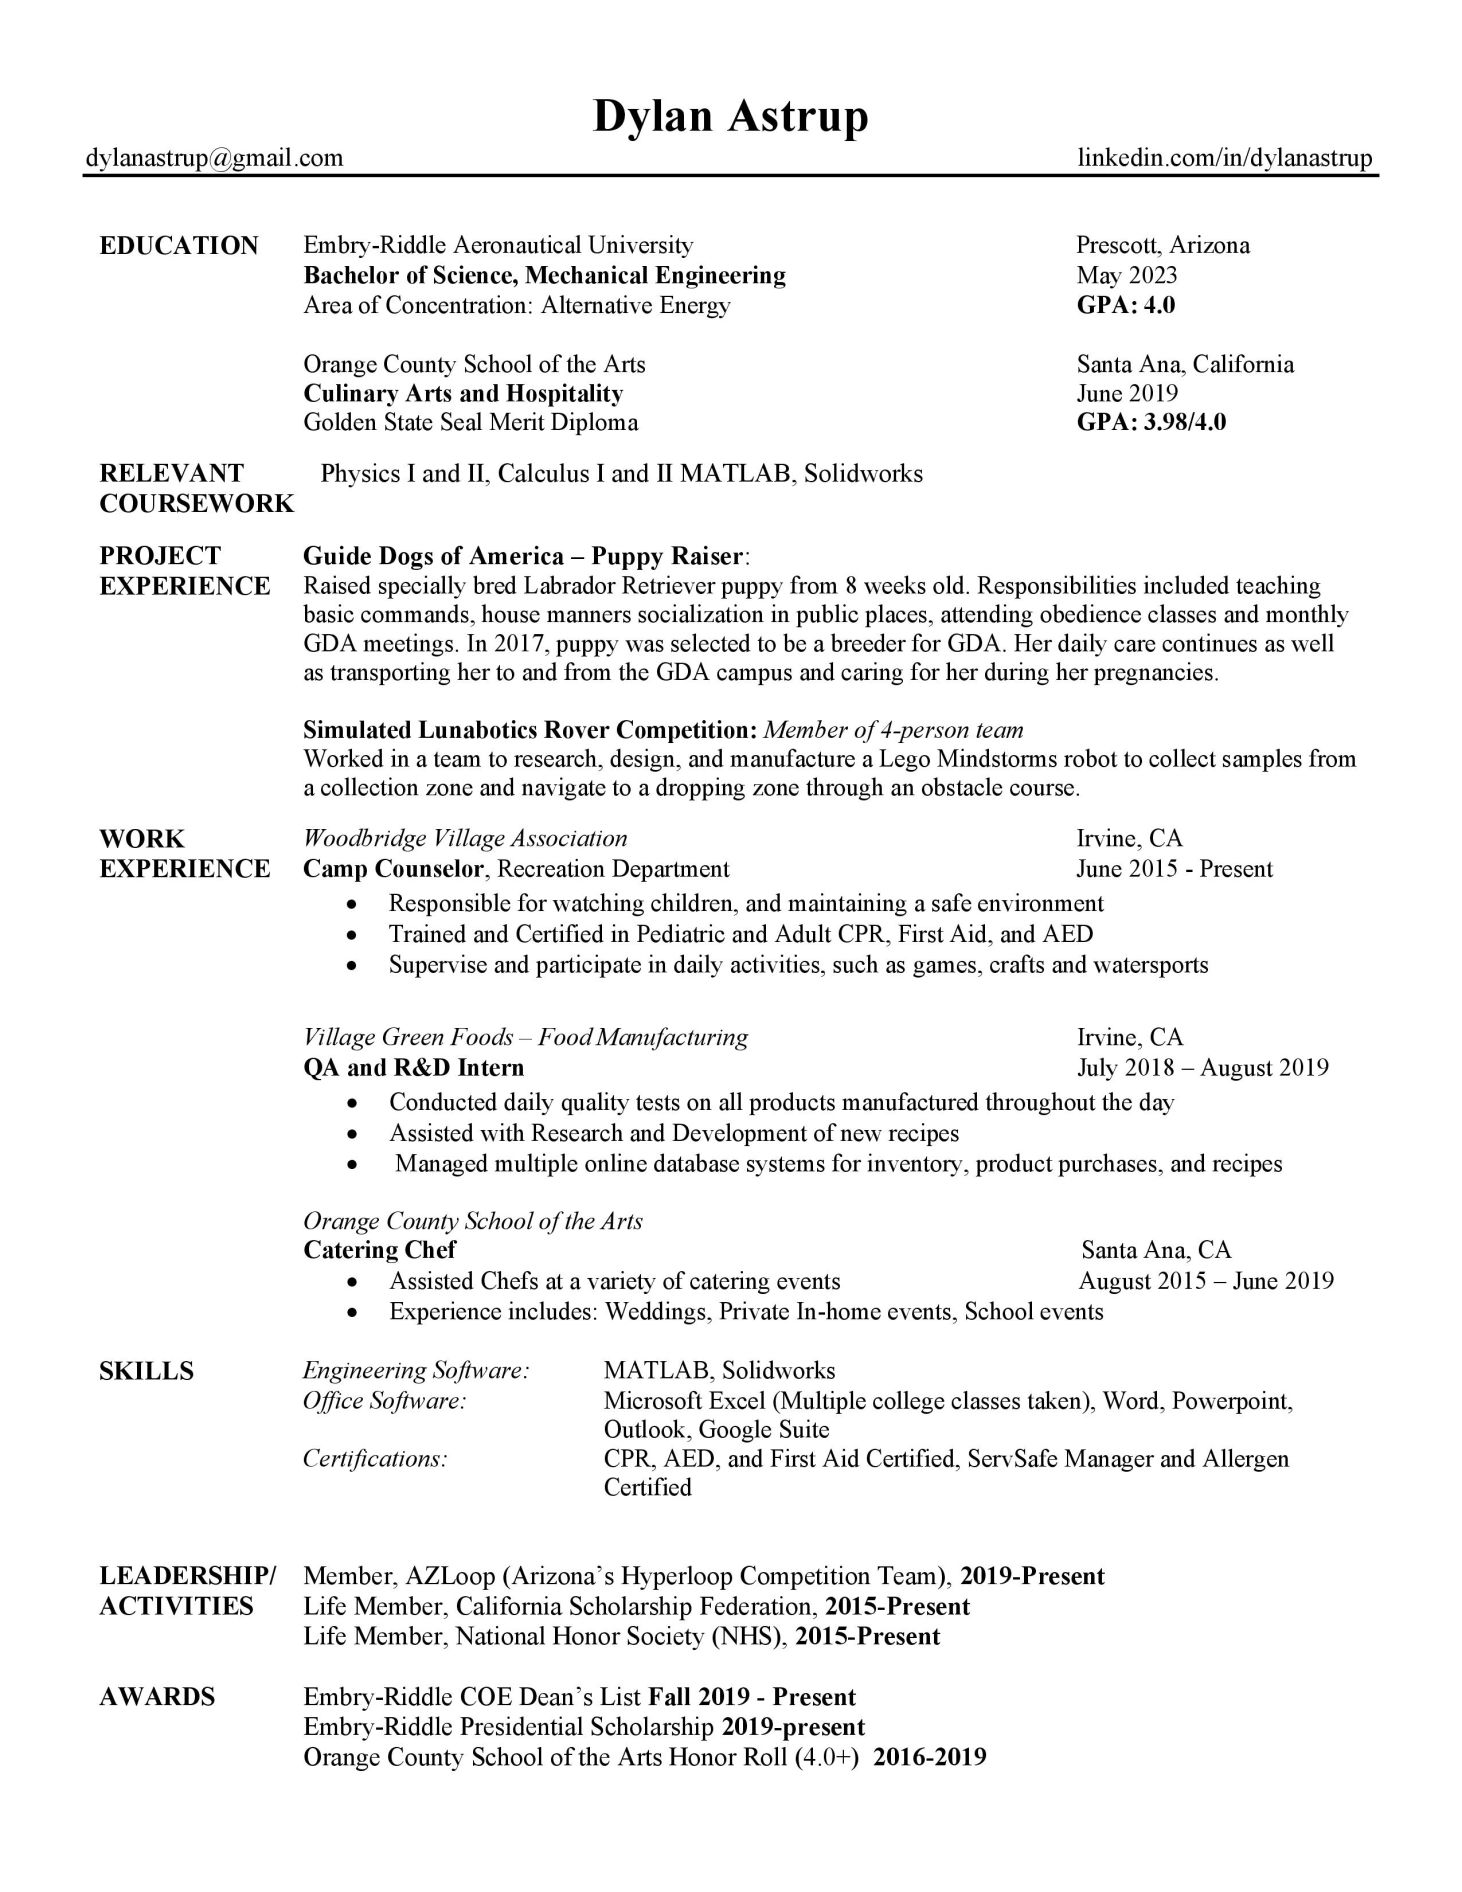 Dylan Astrup
dylanastrup@gmail.com linkedin.com/in/dylanastrup
EDUCATION Embry-Riddle Aeronautical University Prescott, Arizona
Bachelor of Science, Mechanical Engineering May 2023
Area of Concentration: Alternative Energy GPA: 4.0
Orange County School of the Arts Santa Ana, California
Culinary Arts and Hospitality June 2019
Golden State Seal Merit Diploma GPA: 3.98/4.0
RELEVANT Physics I and II, Calculus I and II MATLAB, Solidworks
COURSEWORK
PROJECT Guide Dogs of America – Puppy Raiser:
EXPERIENCE Raised specially bred Labrador Retriever puppy from 8 weeks old. Responsibilities included teaching
basic commands, house manners socialization in public places, attending obedience classes and monthly
GDA meetings. In 2017, puppy was selected to be a breeder for GDA. Her daily care continues as well
as transporting her to and from the GDA campus and caring for her during her pregnancies.
Simulated Lunabotics Rover Competition: Member of 4-person team
Worked in a team to research, design, and manufacture a Lego Mindstorms robot to collect samples from
a collection zone and navigate to a dropping zone through an obstacle course.
WORK Woodbridge Village Association Irvine, CA
EXPERIENCE Camp Counselor, Recreation Department June 2015 - Present
• Responsible for watching children, and maintaining a safe environment
• Trained and Certified in Pediatric and Adult CPR, First Aid, and AED
• Supervise and participate in daily activities, such as games, crafts and watersports
Village Green Foods – Food Manufacturing Irvine, CA
QA and R&D Intern July 2018 – August 2019
• Conducted daily quality tests on all products manufactured throughout the day
• Assisted with Research and Development of new recipes
• Managed multiple online database systems for inventory, product purchases, and recipes
Orange County School of the Arts
Catering Chef Santa Ana, CA
• Assisted Chefs at a variety of catering events August 2015 – June 2019
• Experience includes: Weddings, Private In-home events, School events
SKILLS Engineering Software: MATLAB, Solidworks
Office Software: Microsoft Excel (Multiple college classes taken), Word, Powerpoint,
Outlook, Google Suite
Certifications: CPR, AED, and First Aid Certified, ServSafe Manager and Allergen
Certified
LEADERSHIP/ Member, AZLoop (Arizona’s Hyperloop Competition Team), 2019-Present
ACTIVITIES Life Member, California Scholarship Federation, 2015-Present
Life Member, National Honor Society (NHS), 2015-Present
AWARDS Embry-Riddle COE Dean’s List Fall 2019 - Present
Embry-Riddle Presidential Scholarship 2019-present
Orange County School of the Arts Honor Roll (4.0+) 2016-2019